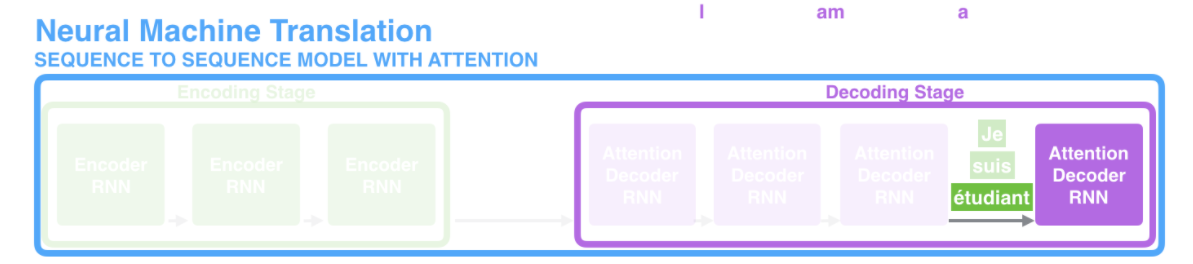 I am a
Neural Machine Translation
SEQUENCE TO SEQUENCE MODEL WITH ATTENTION
Encoding Stage
Decoding Stage
Encoder
RNN
Encoder
RNN
Encoder
RNN
Attention
Decoder
RNN
Attention
Decoder
RNN
Attention
Decoder
RNN
Je
suis
étudiant
Attention
Decoder
RNN